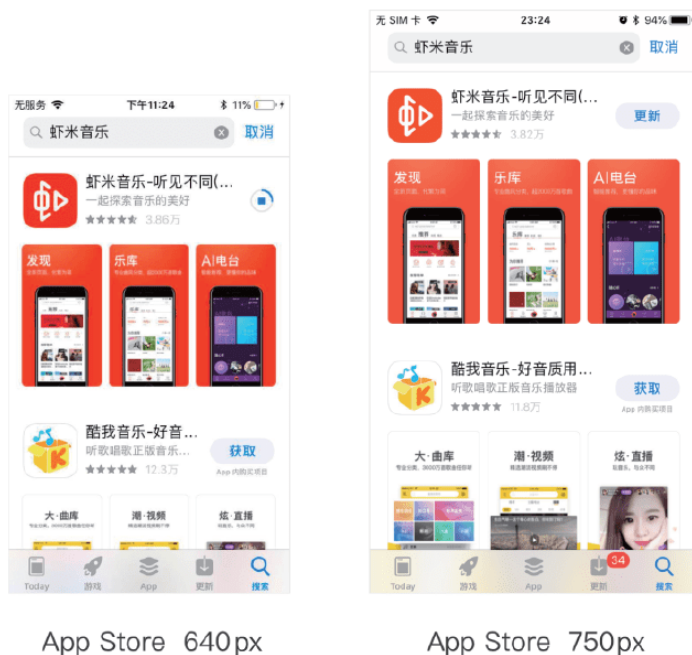 无服务 下午11:24 11%
虾米音乐 取消
虾米音乐-听见不同(...
一起探索音乐的美好
3.86万
发现 乐库 AI电台
酷我音乐-好音...
听歌唱歌正版音乐...
获取
12.3万
App 内购买项目
大·曲库 潮·视频 炫·直播
Today 游戏 App 更新 搜索
App Store 640px
无 SIM 卡 23:24 94%
虾米音乐 取消
虾米音乐-听见不同(...
一起探索音乐的美好
更新
3.82万
发现 乐库 AI电台
酷我音乐-好音质用...
听歌唱歌正版音乐播放器
获取
11.8万
App 内购买项目
大·曲库 潮·视频 炫·直播
34
Today 游戏 App 更新 搜索
App Store 750px